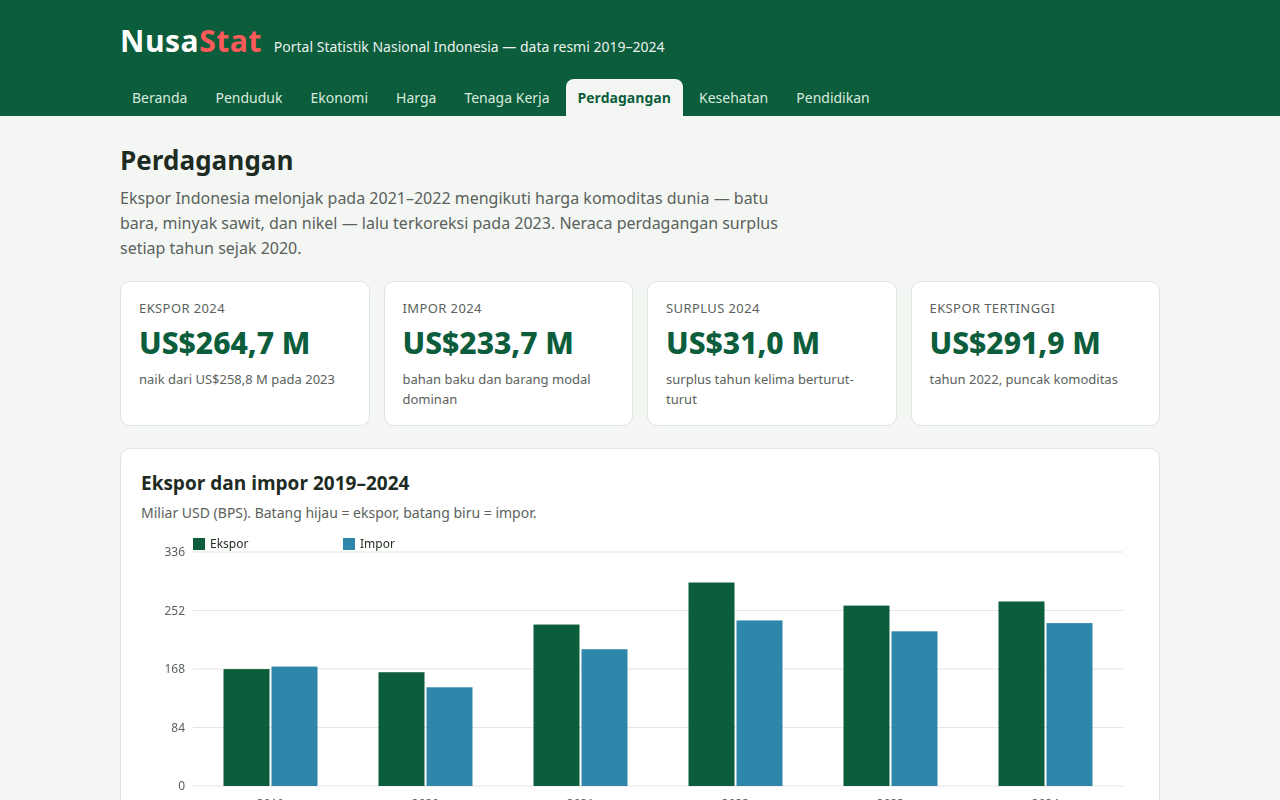 NusaStat Portal Statistik Nasional Indonesia — data resmi 2019–2024
Beranda Penduduk Ekonomi Harga Tenaga Kerja Perdagangan Kesehatan Pendidikan
Perdagangan
Ekspor Indonesia melonjak pada 2021–2022 mengikuti harga komoditas dunia — batu
bara, minyak sawit, dan nikel — lalu terkoreksi pada 2023. Neraca perdagangan surplus
setiap tahun sejak 2020.
EKSPOR 2024
US$264,7 M
naik dari US$258,8 M pada 2023
IMPOR 2024
US$233,7 M
bahan baku dan barang modal
dominan
SURPLUS 2024
US$31,0 M
surplus tahun kelima berturut-
turut
EKSPOR TERTINGGI
US$291,9 M
tahun 2022, puncak komoditas
Ekspor dan impor 2019–2024
Miliar USD (BPS). Batang hijau = ekspor, batang biru = impor.
Ekspor Impor
336
252
168
84
0